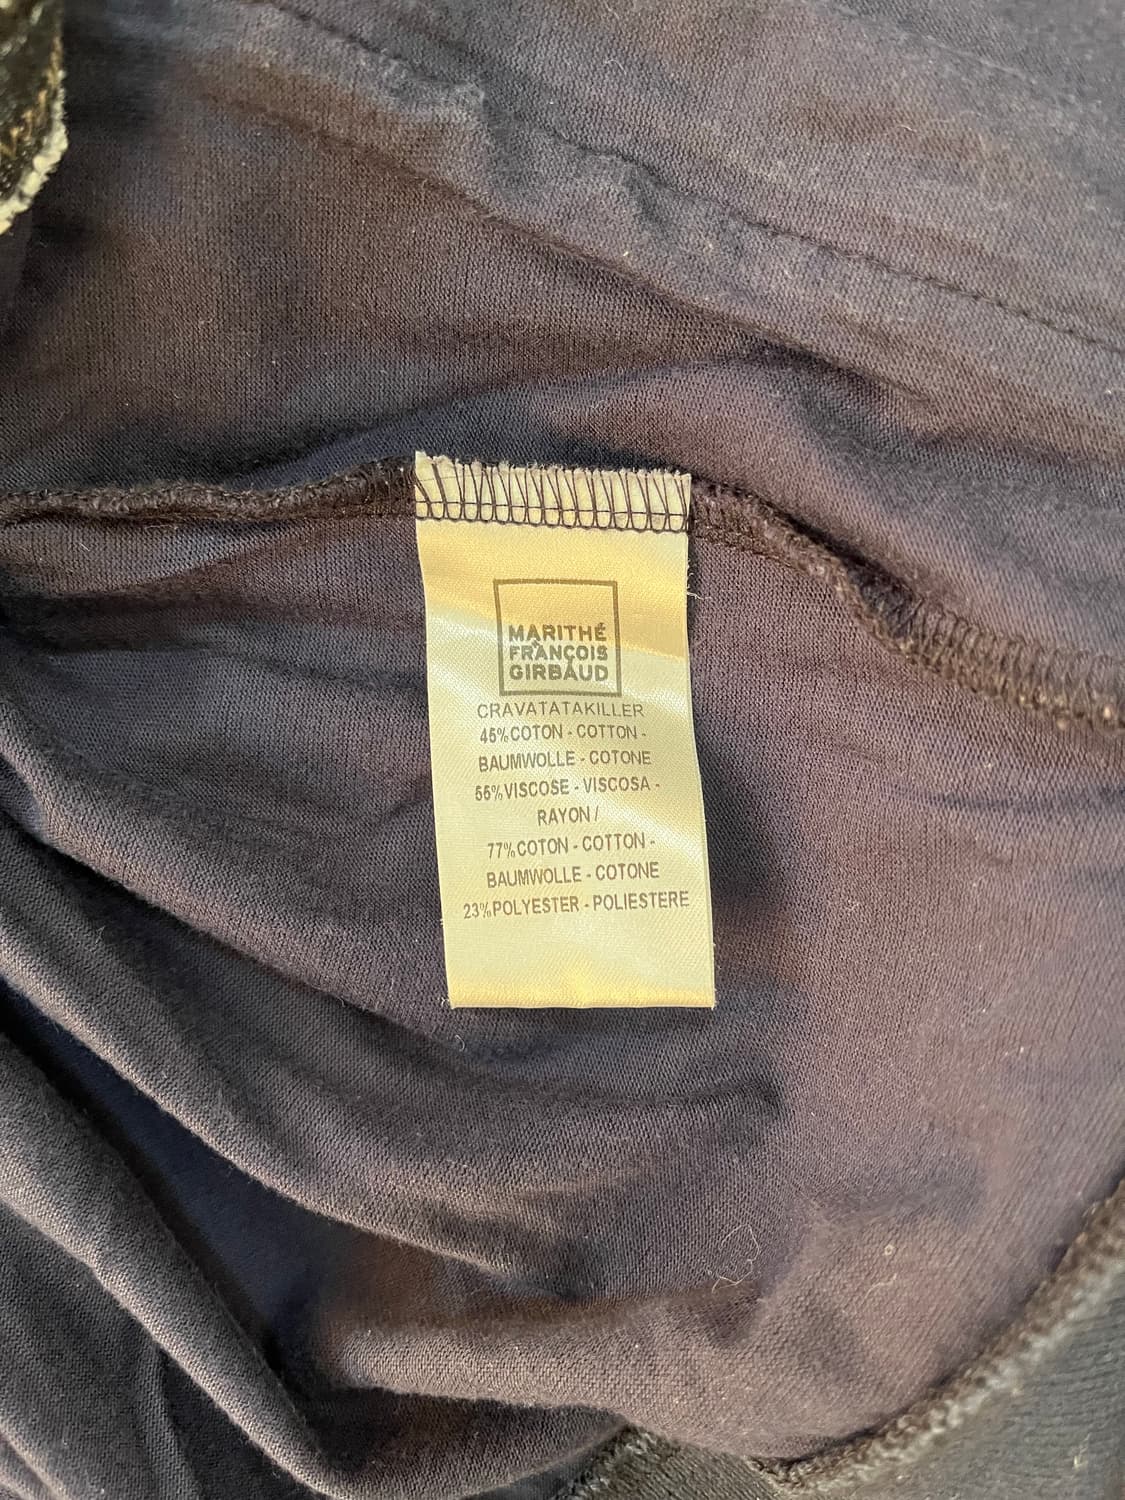 MARITHÉ
FRANÇOIS
GIRBAUD
CRAVATATAKILLER
45%COTON - COTTON -
BAUMWOLLE - COTONE
55%VISCOSE - VISCOSA -
RAYON /
77%COTON - COTTON -
BAUMWOLLE - COTONE
23%POLYESTER - POLIESTERE